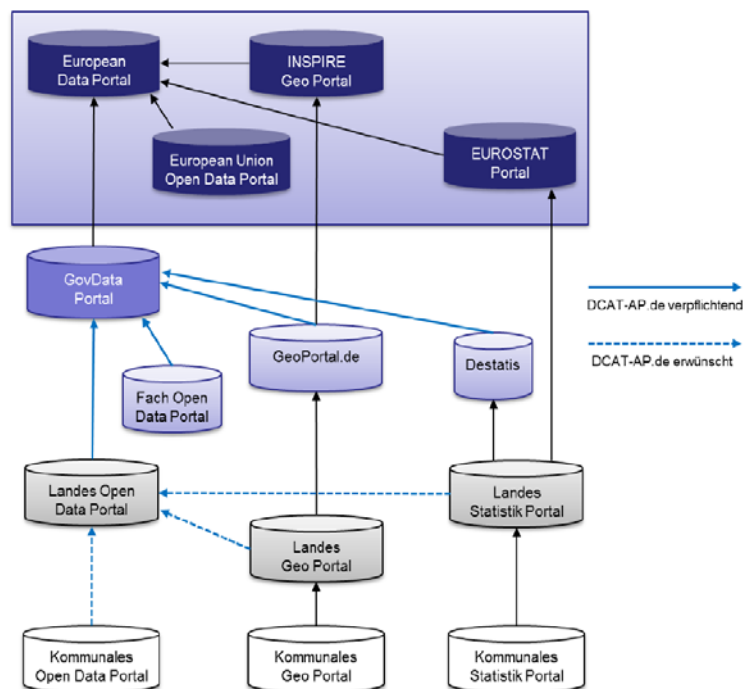 European
Data Portal
INSPIRE
Geo Portal
European Union
Open Data Portal
EUROSTAT
Portal
GovData
Portal
DCAT-AP.de verpflichtend
GeoPortal.de
Destatis
DCAT-AP.de erwünscht
Fach Open
Data Portal
Landes Open
Data Portal
Landes
Statistik Portal
Landes
Geo Portal
Kommunales
Open Data Portal
Kommunales
Geo Portal
Kommunales
Statistik Portal